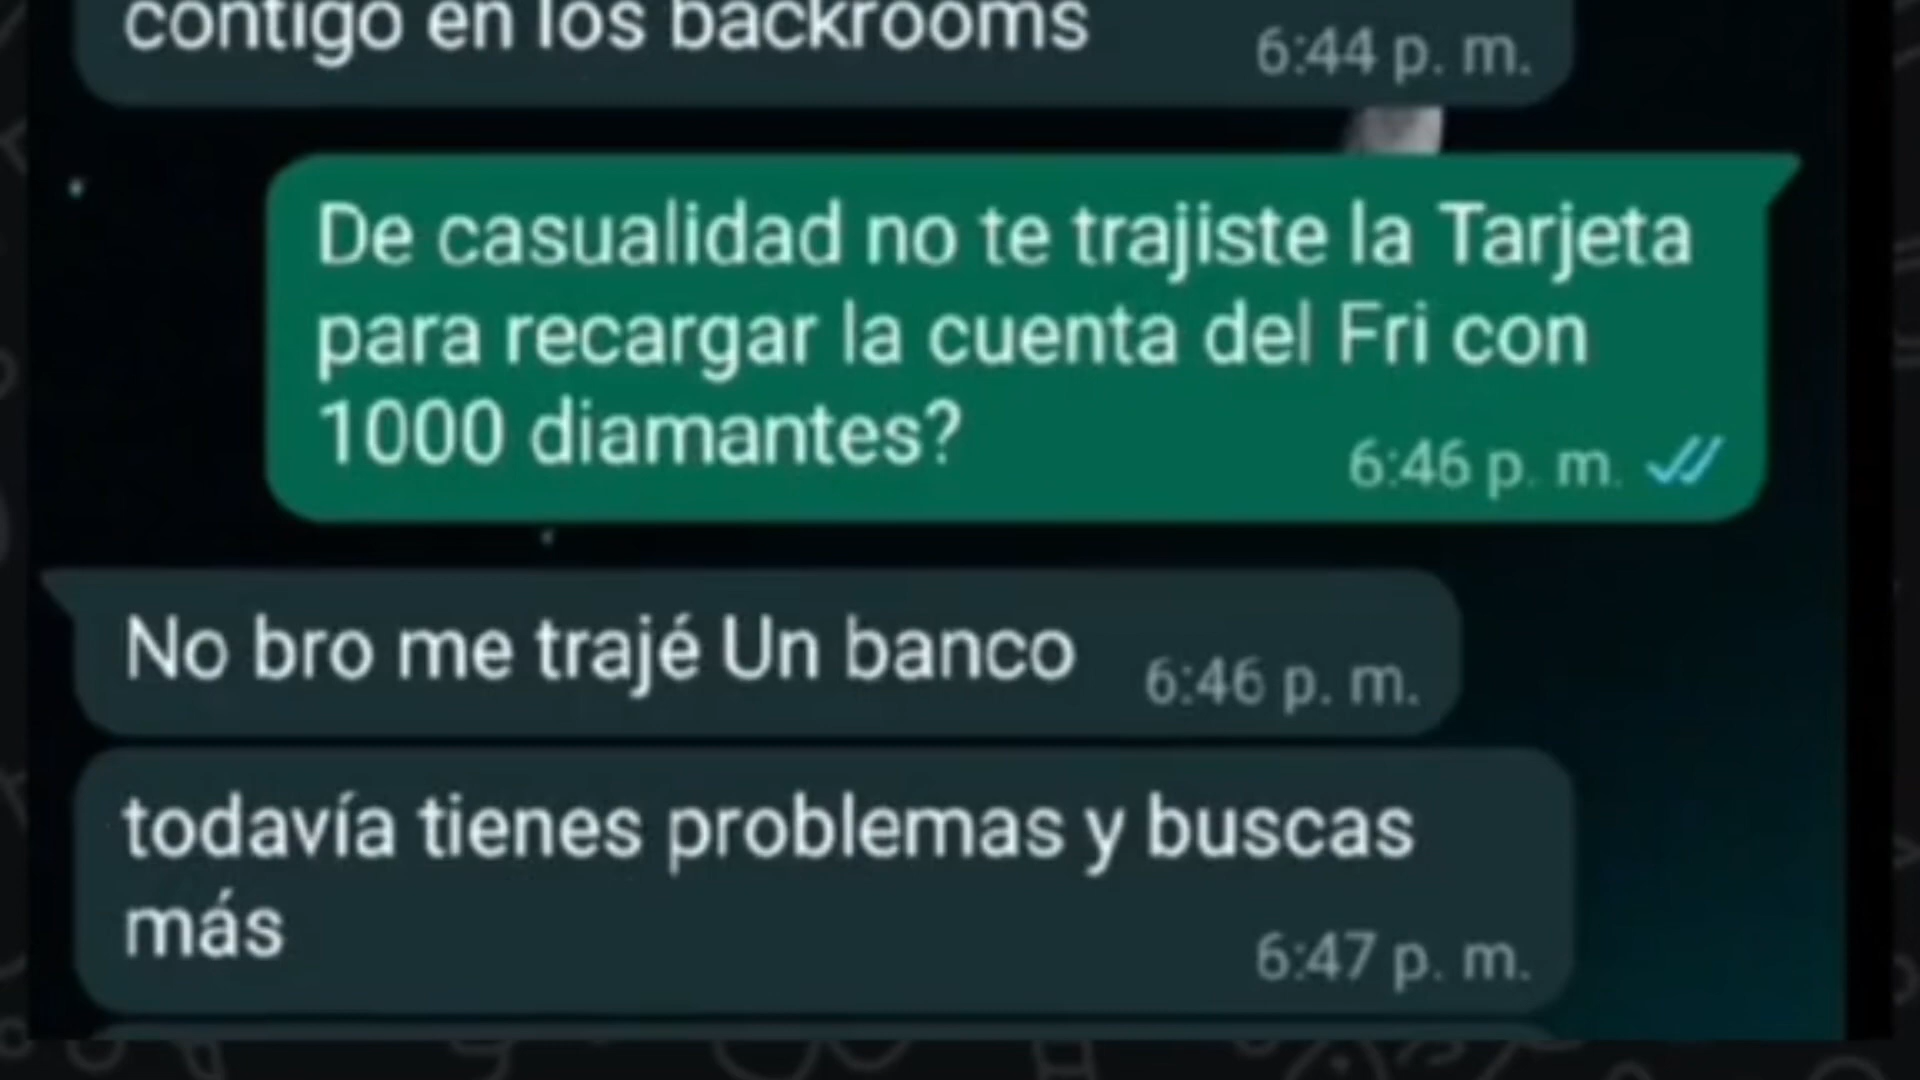 contigo en los backrooms
6:44 p. m.
De casualidad no te trajiste la Tarjeta
para recargar la cuenta del Fri con
1000 diamantes?
6:46 p. m.
No bro me trajé Un banco
6:46 p. m.
todavía tienes problemas y buscas
más
6:47 p. m.